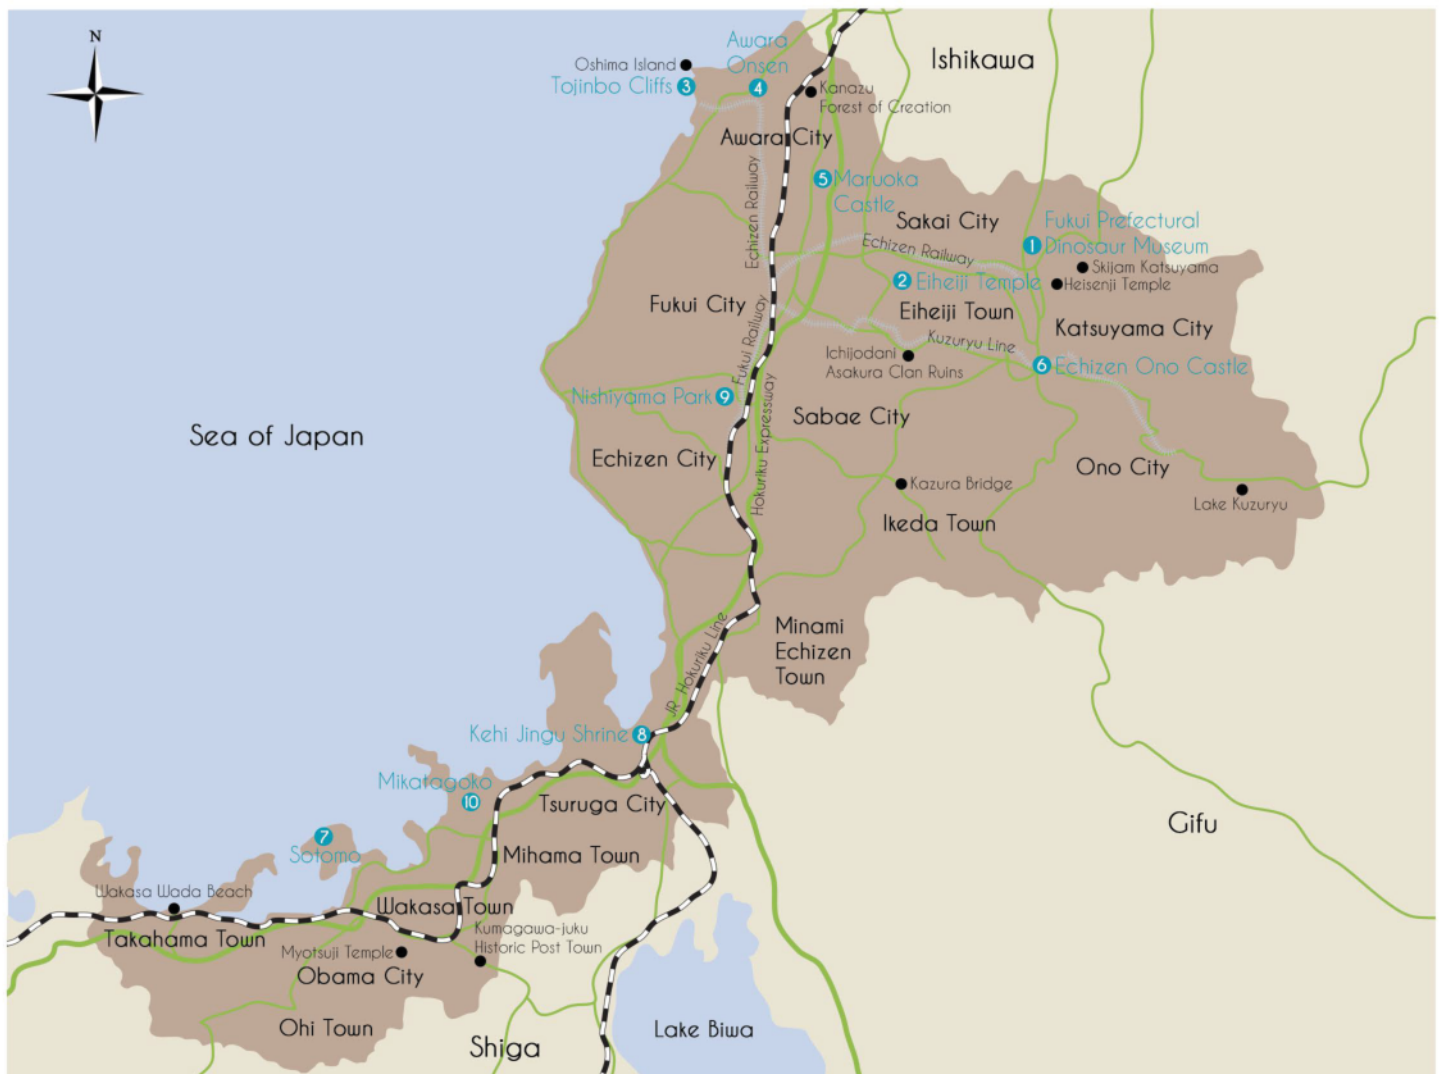 N
Ishikawa
Oshima Island
Tojinbo Cliffs 3
Awara
Onsen
4
Kanazu
Forest of Creation
Awara City
5 Maruoka
Castle
Echizen Railway
Sakai City
Fukui Prefectural
1 Dinosaur Museum
Echizen Railway
Skijam Katsuyama
Heisenji Temple
2 Eiheiji Temple
Eiheiji Town
Katsuyama City
Fukui City
Fukui Railway
Kuzuryu Line
Ichijodani
Asakura Clan Ruins
6 Echizen Ono Castle
Nishiyama Park 9
Hokuriku Expressway
Sabae City
Sea of Japan
Echizen City
Ono City
Kazura Bridge
Lake Kuzuryu
Ikeda Town
Minami
Echizen
Town
JR Hokuriku Line
Kehi Jingu Shrine 8
Mikatagoko
10
Tsuruga City
Gifu
7
Sotomo
Mihama Town
Wakasa Wada Beach
Wakasa Town
Takahama Town
Kumagawa-juku
Historic Post Town
Myotsuji Temple
Obama City
Ohi Town
Shiga
Lake Biwa